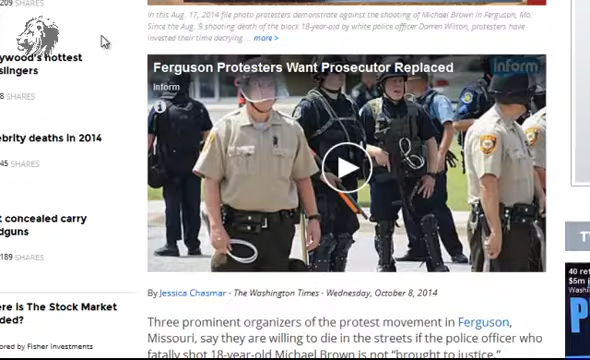 209 SHARES
ywood's hottest
slingers
8 SHARES
ebrity deaths in 2014
45 SHARES
t concealed carry
dguns
189 SHARES
ere is The Stock Market
ded?
ored by Fisher Investments
In this Aug. 17, 2014 file photo protesters demonstrate against the shooting of Michael Brown in Ferguson, Mo.
Since the Aug. 9 shooting death of the black 18-year-old by white police officer Darren Wilson, protesters have
invested their time decrying ... more >
Ferguson Protesters Want Prosecutor Replaced
Inform
inform
By Jessica Chasmar - The Washington Times - Wednesday, October 8, 2014
Three prominent organizers of the protest movement in Ferguson,
Missouri, say they are willing to die in the streets if the police officer who
fatally shot 18-year-old Michael Brown is not "brought to justice."
T
40 ret
$5m i
Washi
P